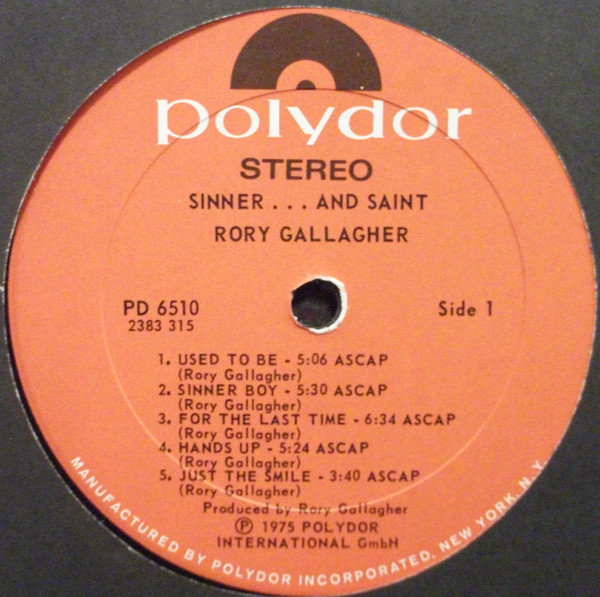 polydor
STEREO
SINNER . . . AND SAINT
RORY GALLAGHER
PD 6510
2383 315
Side 1
1. USED TO BE - 5:06 ASCAP
(Rory Gallagher)
2. SINNER BOY - 5:30 ASCAP
(Rory Gallagher)
3. FOR THE LAST TIME - 6:34 ASCAP
(Rory Gallagher)
4. HANDS UP - 5:24 ASCAP
(Rory Gallagher)
5. JUST THE SMILE - 3:40 ASCAP
(Rory Gallagher)
Produced by Rory Gallagher
℗ 1975 POLYDOR
INTERNATIONAL GmbH
MANUFACTURED BY POLYDOR INCORPORATED. NEW YORK. N. Y.